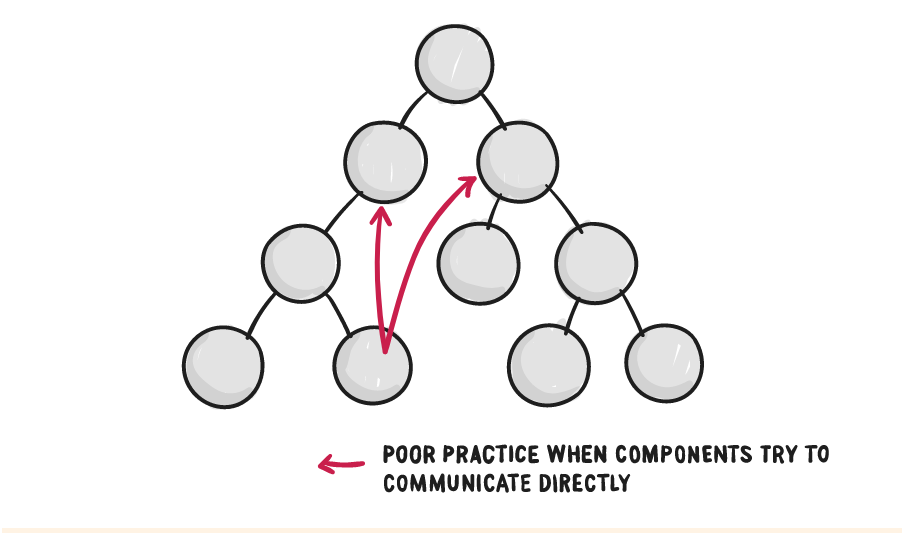 POOR PRACTICE WHEN COMPONENTS TRY TO
COMMUNICATE DIRECTLY